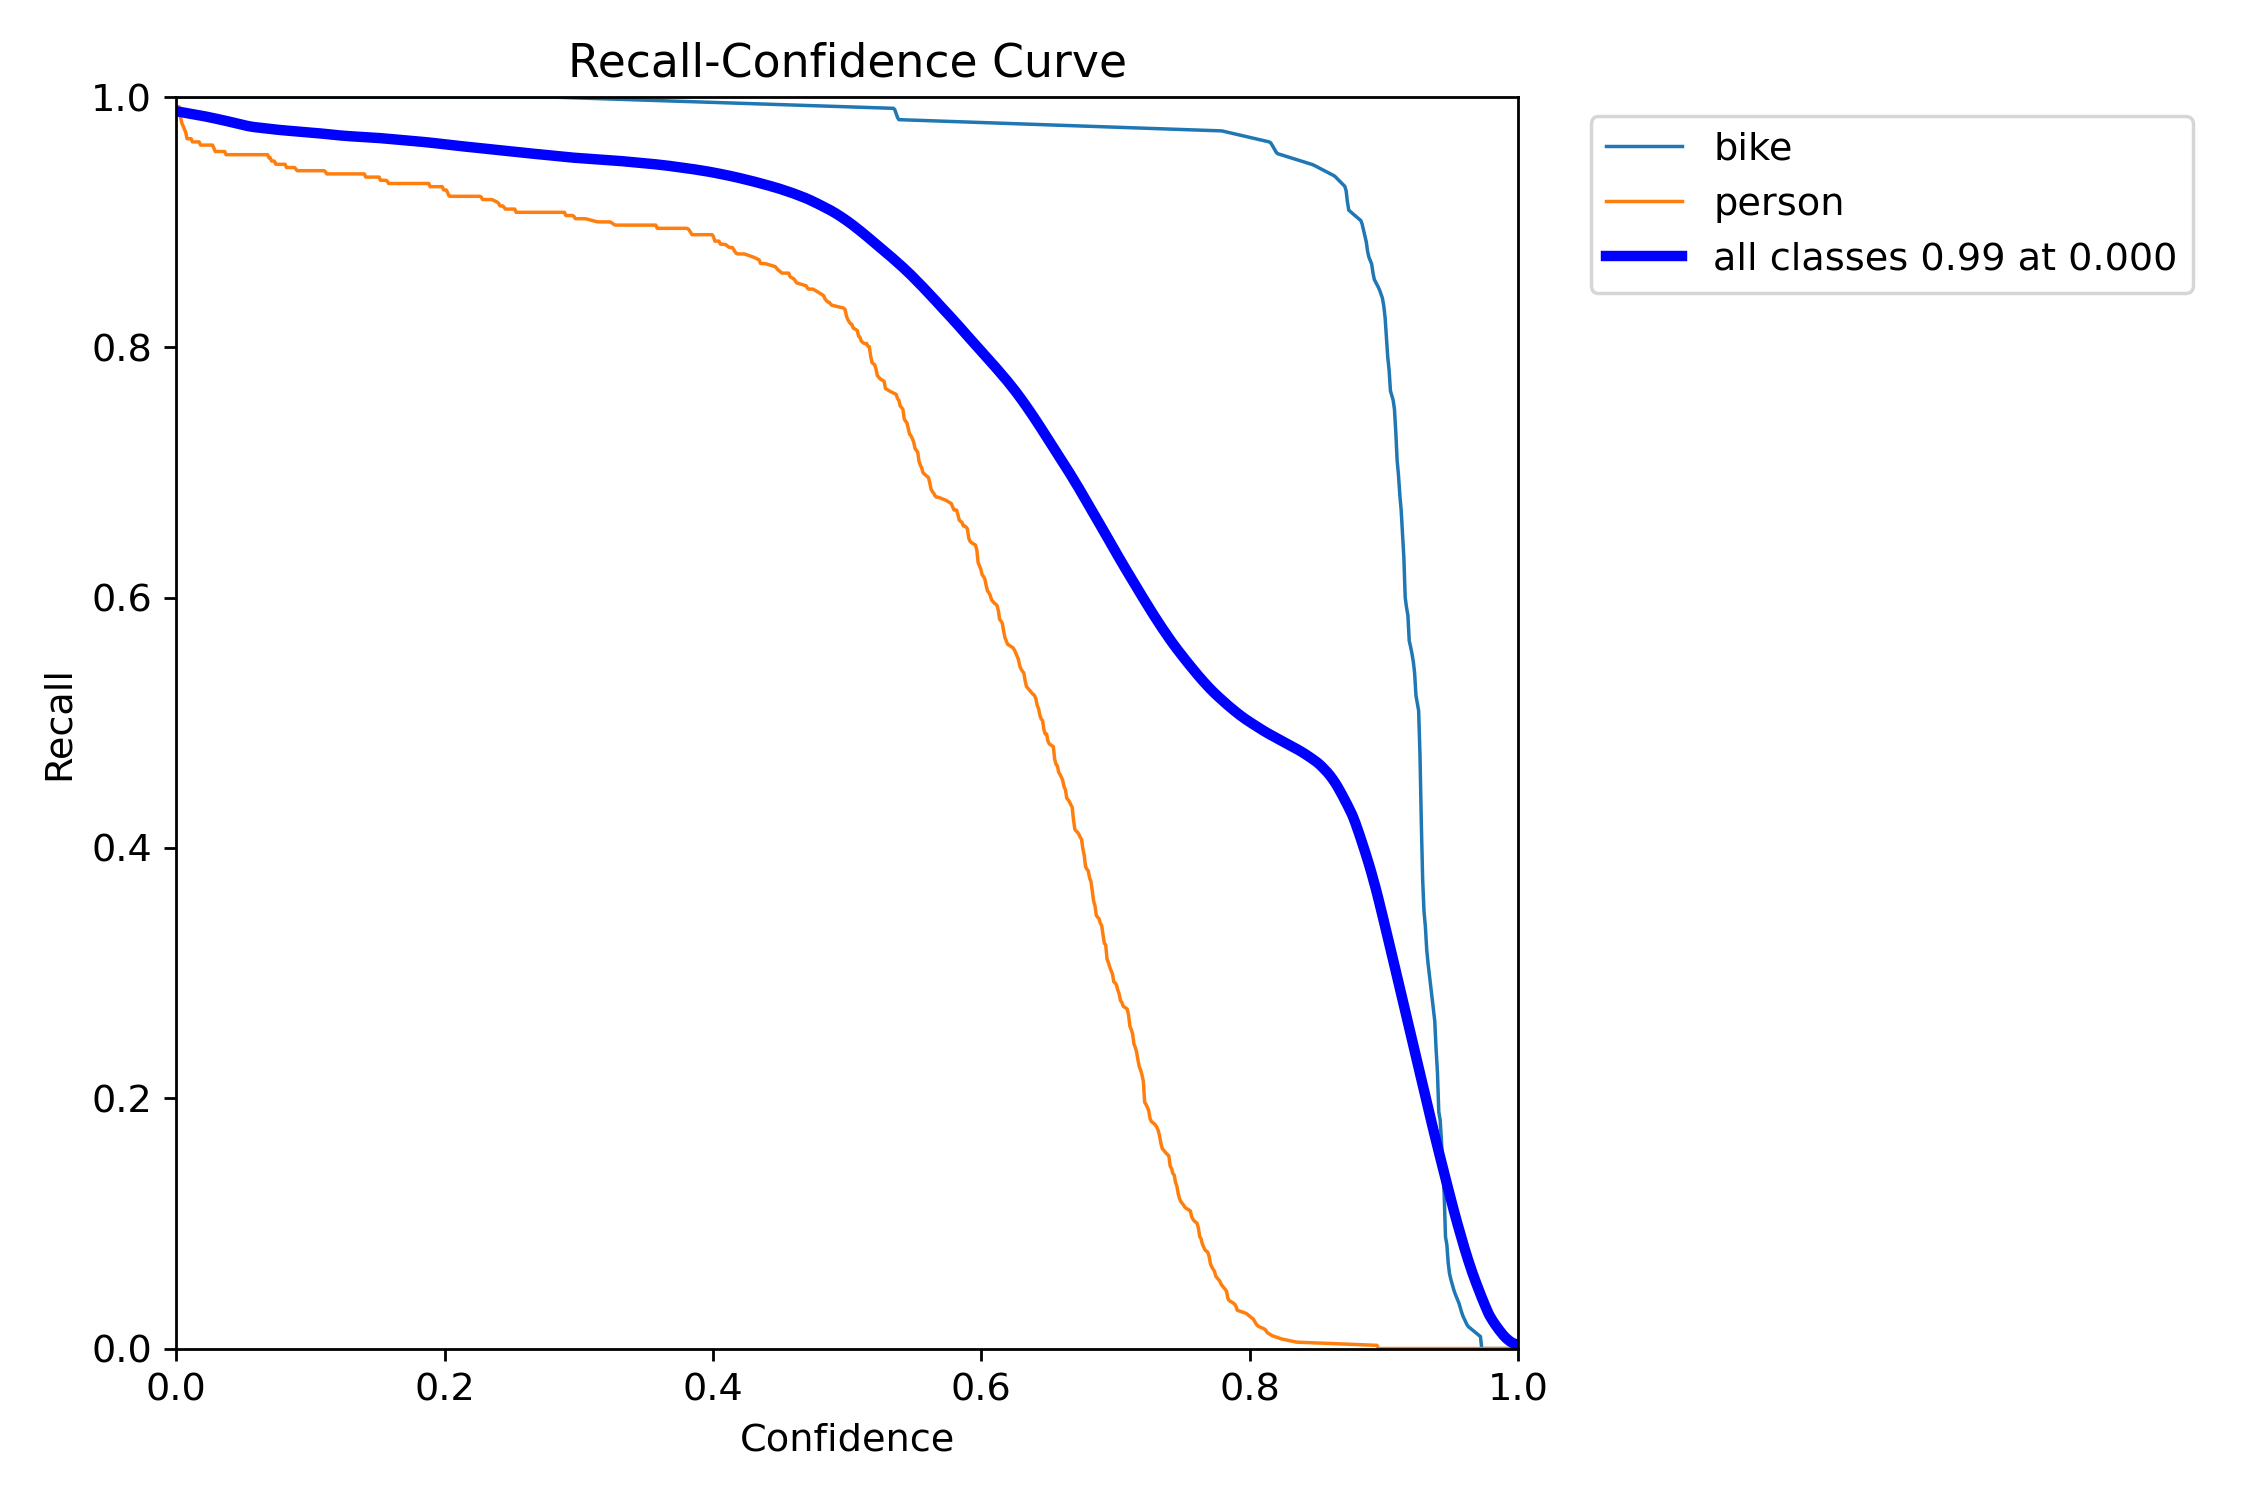 Recall-Confidence Curve
1.0
0.8
0.6
0.4
0.2
0.0
Recall
0.0 0.2 0.4 0.6 0.8 1.0
Confidence
bike
person
all classes 0.99 at 0.000